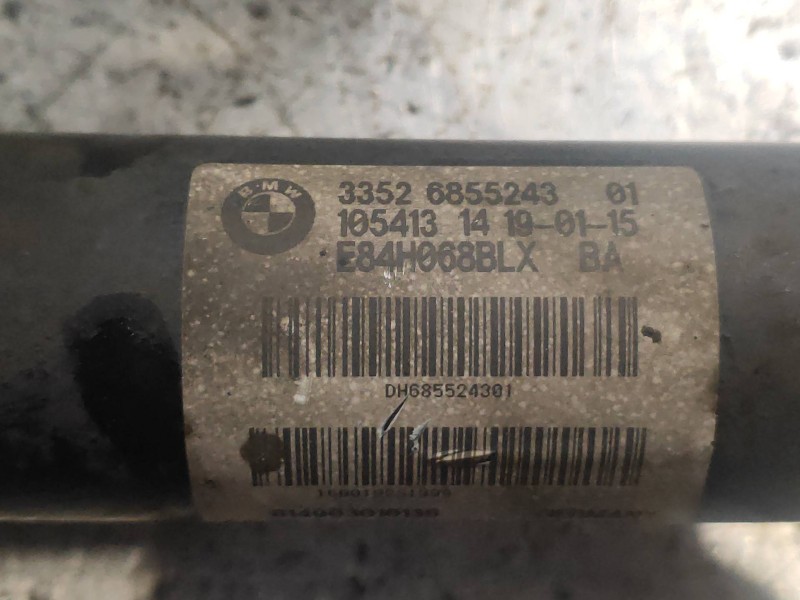 BMW
3352 6855243 01
105413 14 19-01-15
E84H068BLX BA
DH685524301